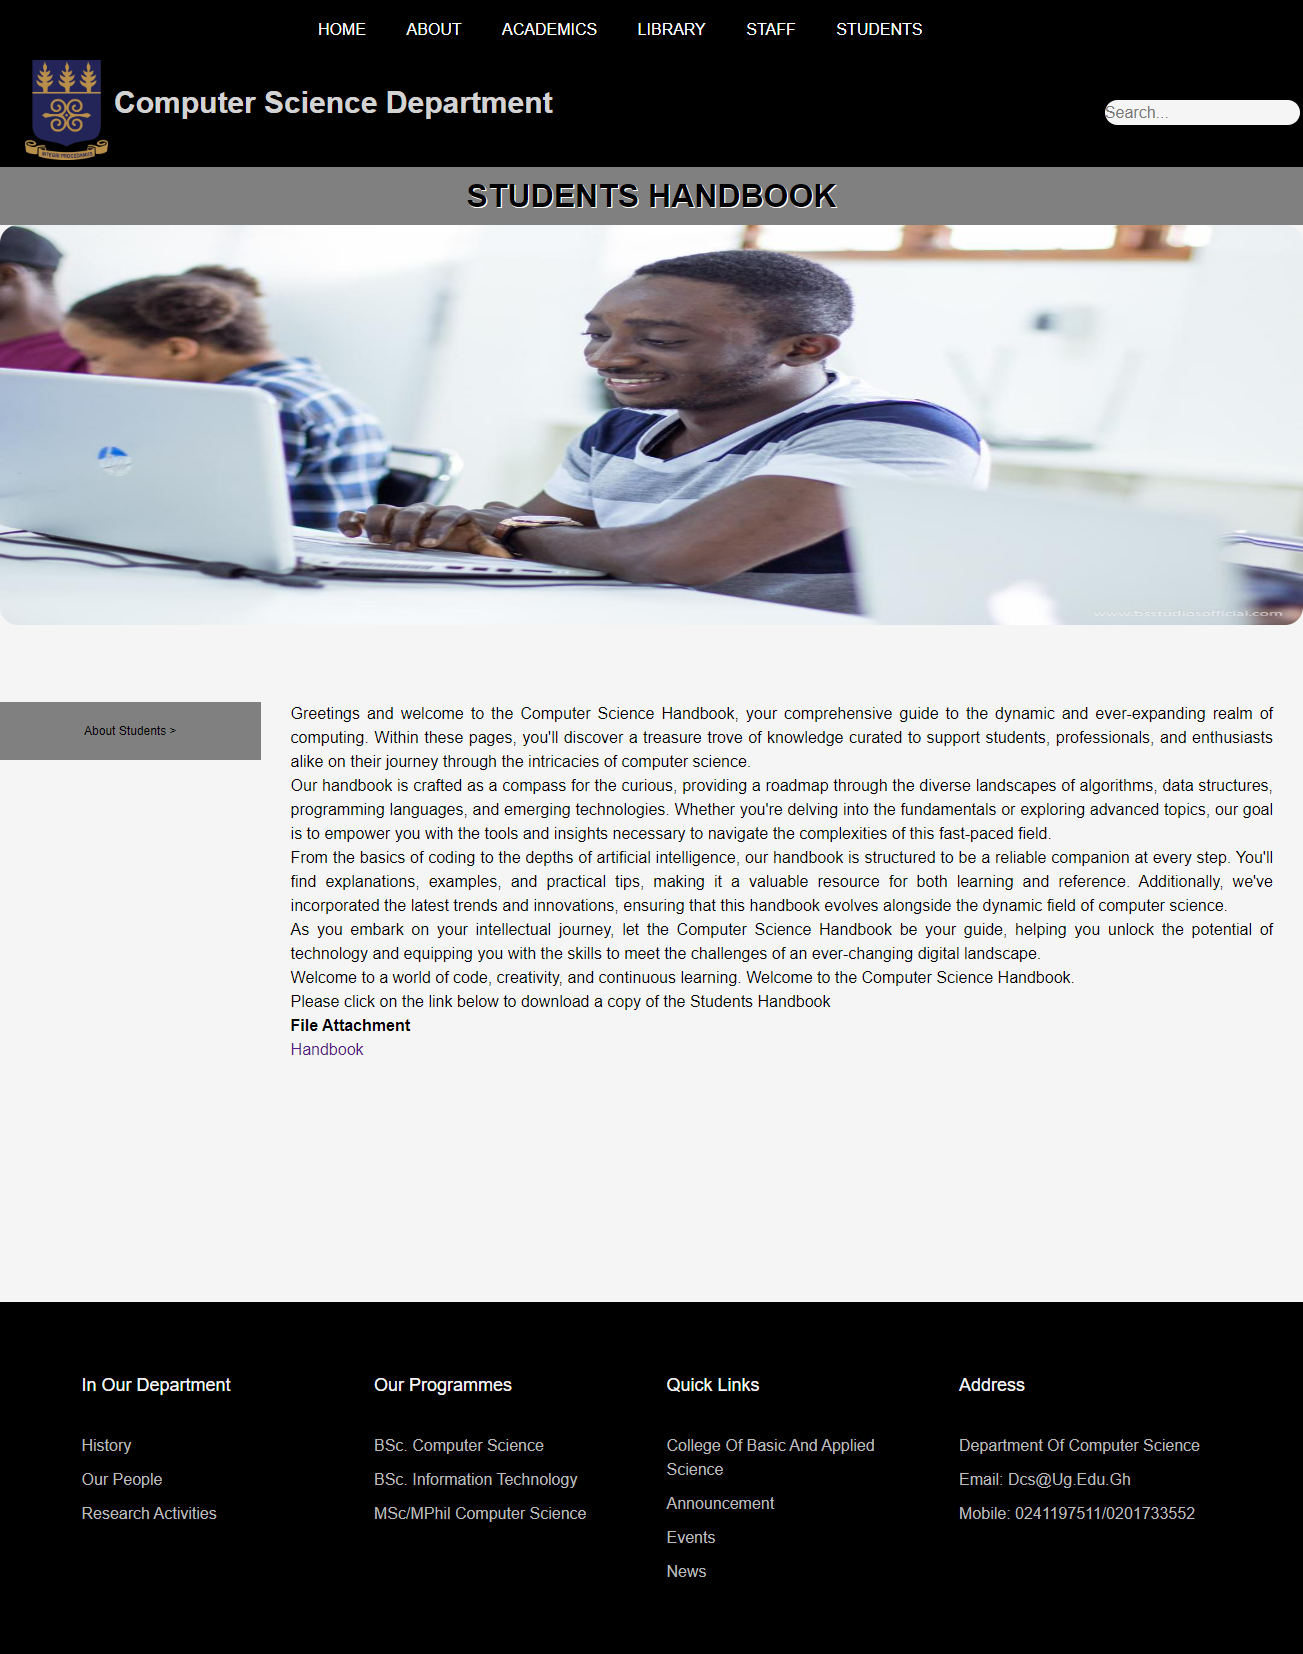 HOME ABOUT ACADEMICS LIBRARY STAFF STUDENTS
INTEGRI PROCEDAMUS
Computer Science Department
Search...
STUDENTS HANDBOOK
www.bsstudiosofficial.com
About Students >
Greetings and welcome to the Computer Science Handbook, your comprehensive guide to the dynamic and ever-expanding realm of
computing. Within these pages, you'll discover a treasure trove of knowledge curated to support students, professionals, and enthusiasts
alike on their journey through the intricacies of computer science.
Our handbook is crafted as a compass for the curious, providing a roadmap through the diverse landscapes of algorithms, data structures,
programming languages, and emerging technologies. Whether you're delving into the fundamentals or exploring advanced topics, our goal
is to empower you with the tools and insights necessary to navigate the complexities of this fast-paced field.
From the basics of coding to the depths of artificial intelligence, our handbook is structured to be a reliable companion at every step. You'll
find explanations, examples, and practical tips, making it a valuable resource for both learning and reference. Additionally, we've
incorporated the latest trends and innovations, ensuring that this handbook evolves alongside the dynamic field of computer science.
As you embark on your intellectual journey, let the Computer Science Handbook be your guide, helping you unlock the potential of
technology and equipping you with the skills to meet the challenges of an ever-changing digital landscape.
Welcome to a world of code, creativity, and continuous learning. Welcome to the Computer Science Handbook.
Please click on the link below to download a copy of the Students Handbook
File Attachment
Handbook
In Our Department
History
Our People
Research Activities
Our Programmes
BSc. Computer Science
BSc. Information Technology
MSc/MPhil Computer Science
Quick Links
College Of Basic And Applied
Science
Announcement
Events
News
Address
Department Of Computer Science
Email: Dcs@Ug.Edu.Gh
Mobile: 0241197511/0201733552